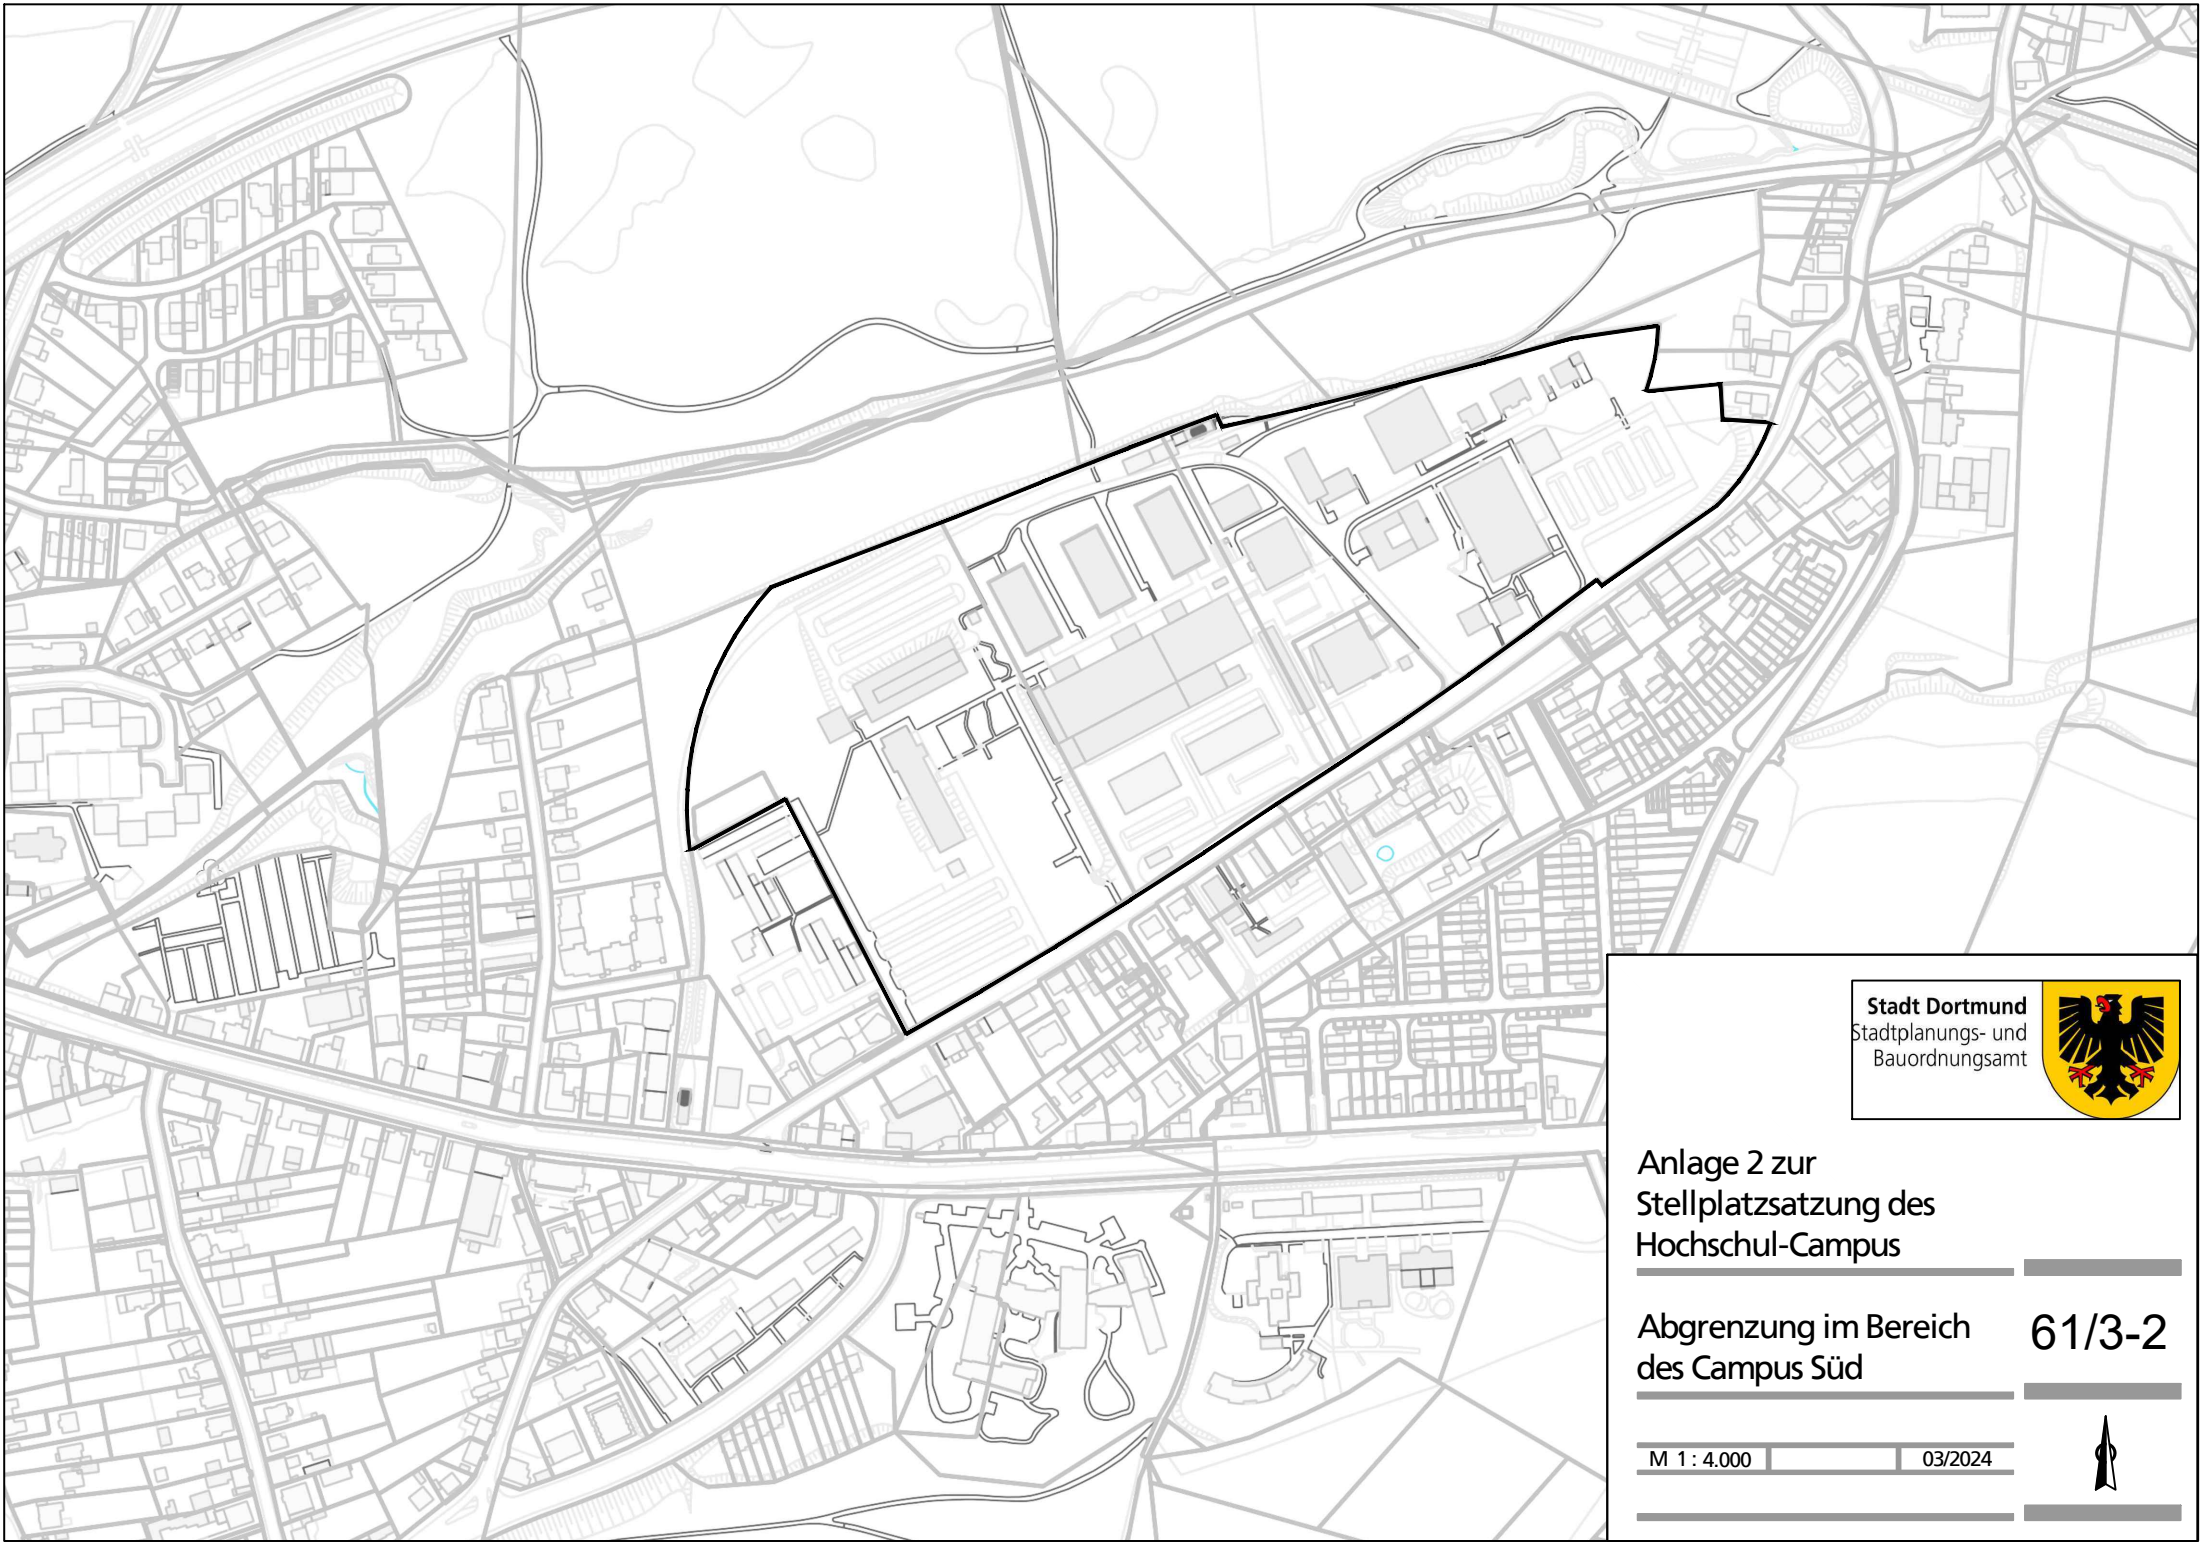 Stadt Dortmund
Stadtplanungs- und
Bauordnungsamt
Anlage 2 zur
Stellplatzsatzung des
Hochschul-Campus
Abgrenzung im Bereich
des Campus Süd
61/3-2
M 1 : 4.000
03/2024